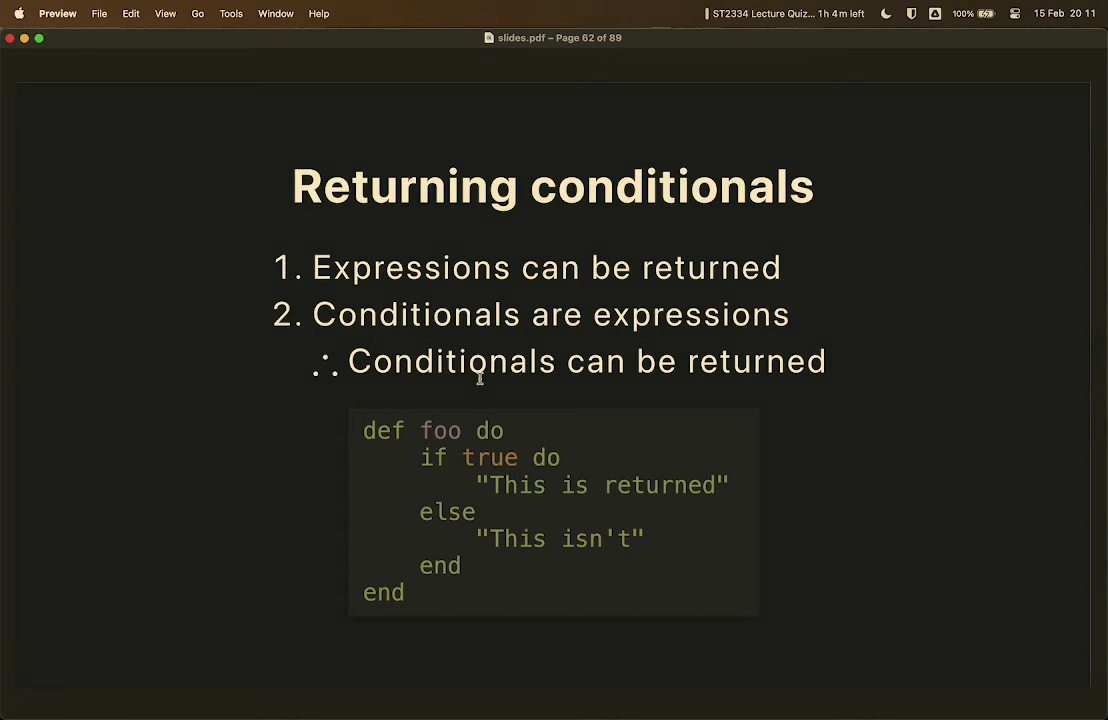 Preview File Edit View Go Tools Window Help ST2334 Lecture Quiz... 1h 4m left 100% 15 Feb 20 11
slides.pdf – Page 62 of 89
Returning conditionals
1. Expressions can be returned
2. Conditionals are expressions
∴ Conditionals can be returned
def foo do
if true do
"This is returned"
else
"This isn't"
end
end